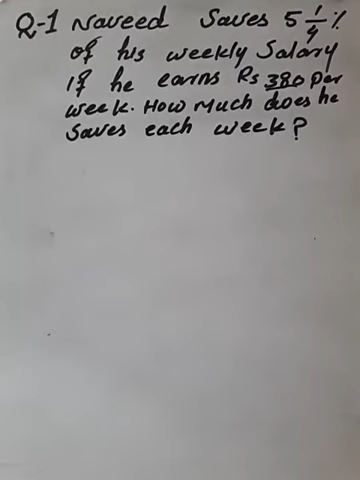 Q-1 Naveed Saves 5 1/4 %
of his weekly Salary
if he earns Rs 380 per
week. How much does he
saves each week?